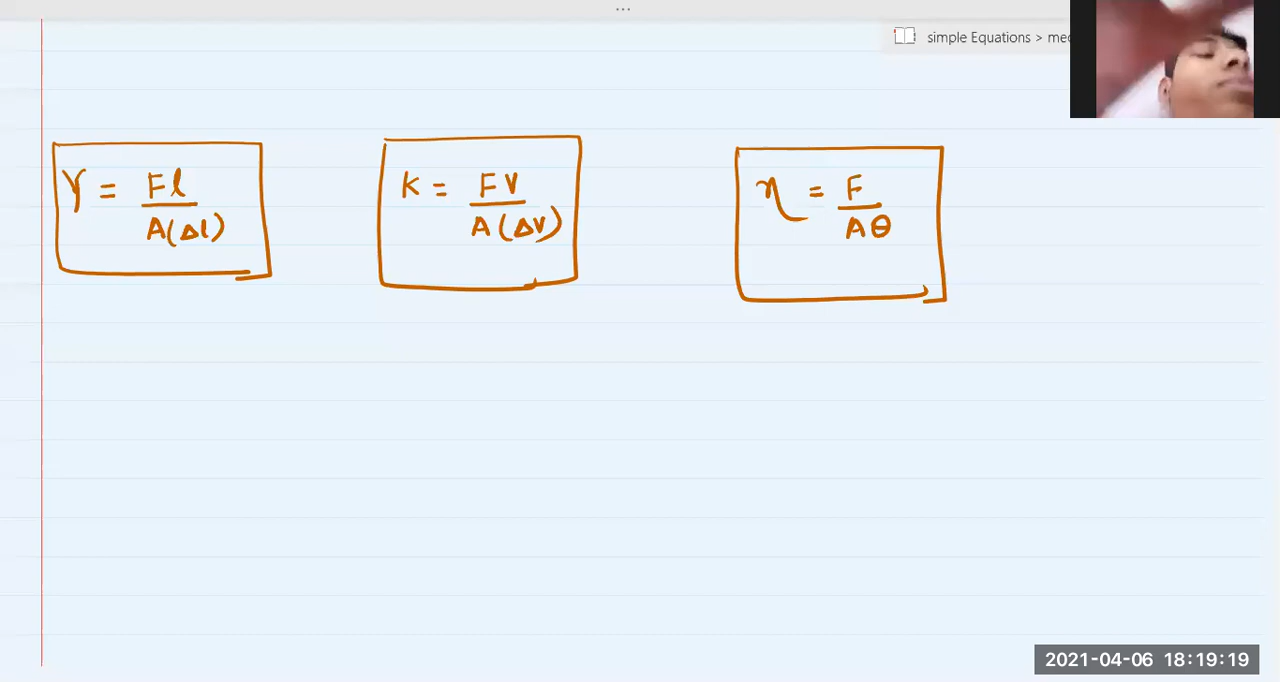 ...
simple Equations > mec
Y = Fl / A(Δl)
K = FV / A(ΔV)
η = F / Aθ
2021-04-06 18:19:19